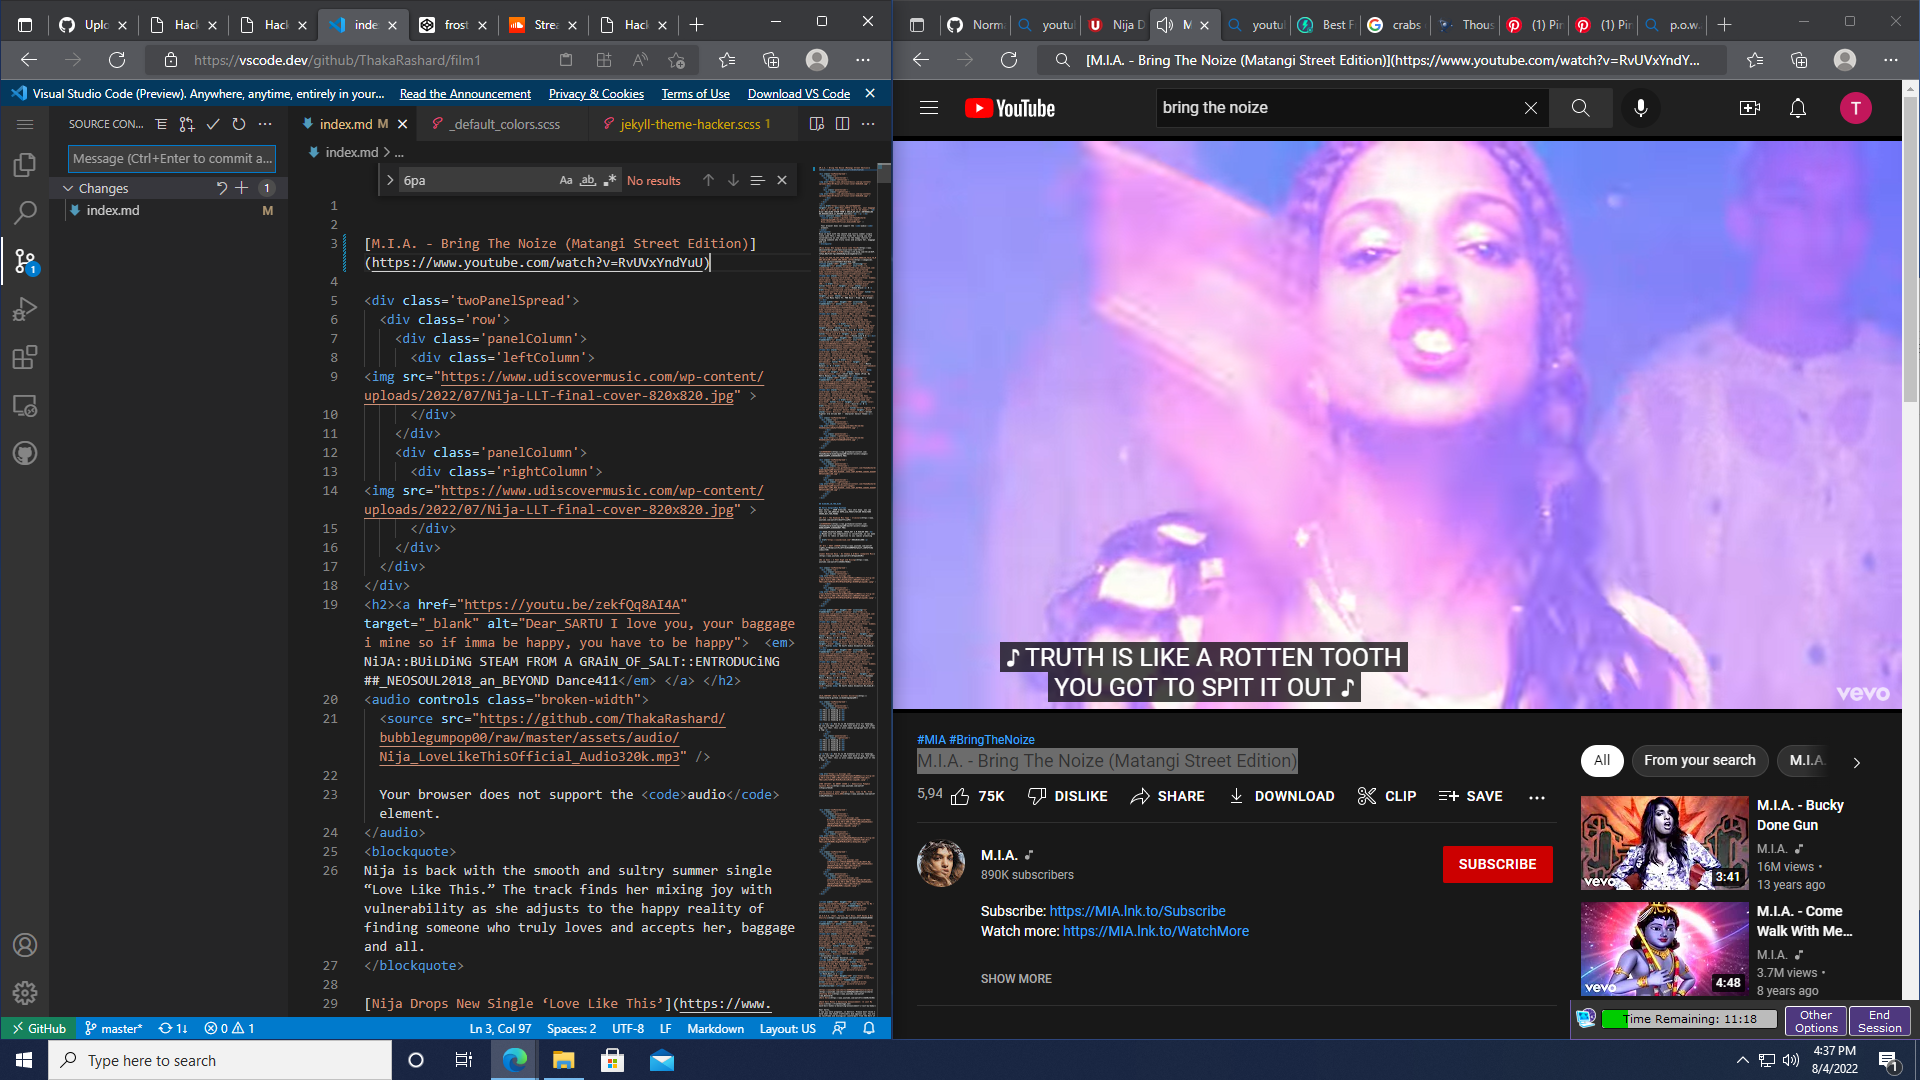 Uplo
Hack
Hack
inde
frost
Strea
Hack
https://vscode.dev/github/ThakaRashard/film1
Visual Studio Code (Preview). Anywhere, anytime, entirely in your...
Read the Announcement
Privacy & Cookies
Terms of Use
Download VS Code
SOURCE CON...
index.md M
_default_colors.scss
jekyll-theme-hacker.scss 1
Message (Ctrl+Enter to commit a...
index.md > ...
Changes 1
index.md M
6pa
Aa
ab
No results
1
2
3 [M.I.A. - Bring The Noize (Matangi Street Edition)]
(https://www.youtube.com/watch?v=RvUVxYndYuU)
4
5 <div class='twoPanelSpread'>
6 <div class='row'>
7 <div class='panelColumn'>
8 <div class='leftColumn'>
9 <img src="https://www.udiscovermusic.com/wp-content/
uploads/2022/07/Nija-LLT-final-cover-820x820.jpg" >
10 </div>
11 </div>
12 <div class='panelColumn'>
13 <div class='rightColumn'>
14 <img src="https://www.udiscovermusic.com/wp-content/
uploads/2022/07/Nija-LLT-final-cover-820x820.jpg" >
15 </div>
16 </div>
17 </div>
18 </div>
19 <h2><a href="https://youtu.be/zekfQq8AI4A"
target="_blank" alt="Dear_SARTU I love you, your baggage
i mine so if imma be happy, you have to be happy"> <em>
NiJA::BUiLDiNG STEAM FROM A GRAiN_OF_SALT::ENTRODUCiNG
##_NEOSOUL2018_an_BEYOND Dance411</em> </a> </h2>
20 <audio controls class="broken-width">
21 <source src="https://github.com/ThakaRashard/
bubblegumpop00/raw/master/assets/audio/
Nija_LoveLikeThisOfficial_Audio320k.mp3" />
22
23 Your browser does not support the <code>audio</code>
element.
24 </audio>
25 <blockquote>
26 Nija is back with the smooth and sultry summer single
“Love Like This.” The track finds her mixing joy with
vulnerability as she adjusts to the happy reality of
finding someone who truly loves and accepts her, baggage
and all.
27 </blockquote>
28
29 [Nija Drops New Single ‘Love Like This’](https://www.
GitHub
master*
1↓
0
1
Ln 3, Col 97
Spaces: 2
UTF-8
LF
Markdown
Layout: US
Norma
youtu
Nija D
M
youtu
Best F
crabs
Thous
(1) Pin
(1) Pin
p.o.w.
[M.I.A. - Bring The Noize (Matangi Street Edition)](https://www.youtube.com/watch?v=RvUVxYndY...
YouTube
bring the noize
T
♪ TRUTH IS LIKE A ROTTEN TOOTH
YOU GOT TO SPIT IT OUT ♪
vevo
#MIA #BringTheNoize
M.I.A. - Bring The Noize (Matangi Street Edition)
5,94
75K
DISLIKE
SHARE
DOWNLOAD
CLIP
SAVE
M.I.A. ♪
890K subscribers
SUBSCRIBE
Subscribe: https://MIA.lnk.to/Subscribe
Watch more: https://MIA.lnk.to/WatchMore
SHOW MORE
All
From your search
M.I.A.
vevo
3:41
M.I.A. - Bucky
Done Gun
M.I.A. ♪
16M views •
13 years ago
vevo
4:48
M.I.A. - Come
Walk With Me...
M.I.A. ♪
3.7M views •
8 years ago
Time Remaining: 11:18
Other
Options
End
Session
Type here to search
4:37 PM
8/4/2022
1